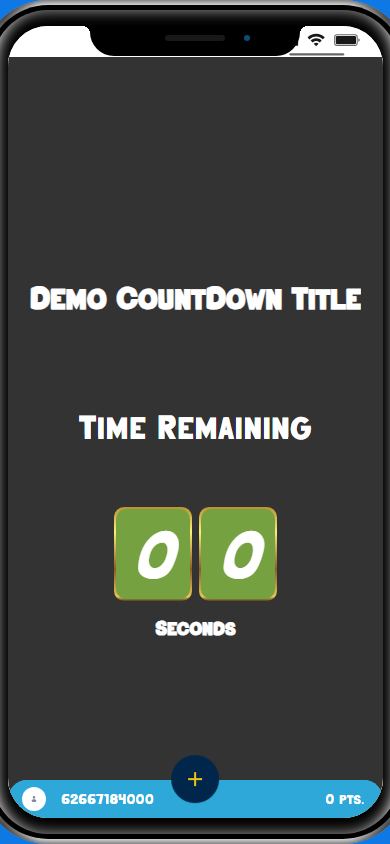 Demo CountDown Title
Time Remaining
0 0
Seconds
62667184000
0 pts.